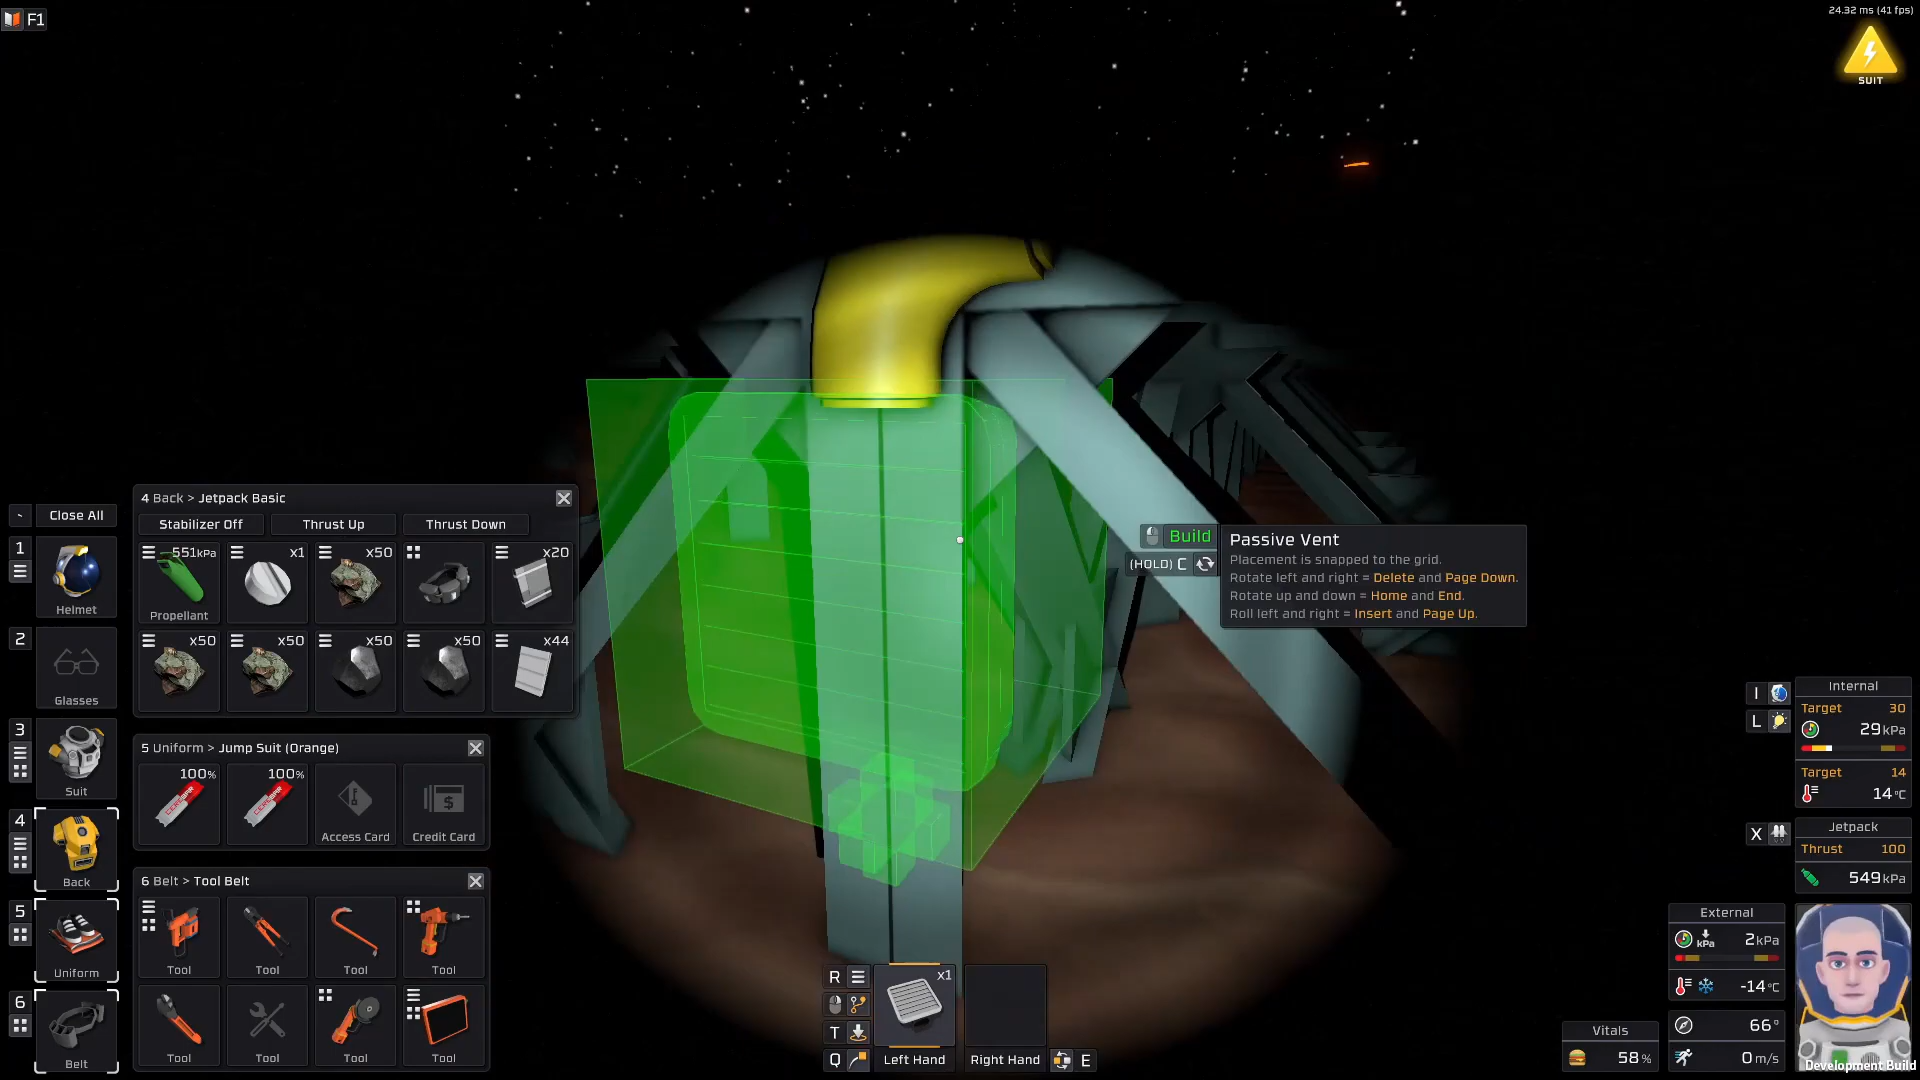 F1
24.32 ms (41 fps)
SUIT
~ Close All
1
Helmet
2
Glasses
3
Suit
4
Back
5
Uniform
6
Belt
4 Back > Jetpack Basic
Stabilizer Off
Thrust Up
Thrust Down
551kPa
Propellant
x1
x50
x20
x50
x50
x50
x50
x44
5 Uniform > Jump Suit (Orange)
100%
100%
Access Card
Credit Card
6 Belt > Tool Belt
Tool
Tool
Tool
Tool
Tool
Tool
Tool
Tool
Build
(HOLD) C
Passive Vent
Placement is snapped to the grid.
Rotate left and right = Delete and Page Down.
Rotate up and down = Home and End.
Roll left and right = Insert and Page Up.
R
T
Q
x1
Left Hand
Right Hand
E
Internal
I
L
Target 30
29kPa
Target 14
14°C
Jetpack
X
Thrust 100
549kPa
External
kPa
2kPa
-14°C
66°
0m/s
Vitals
58%
Development Build